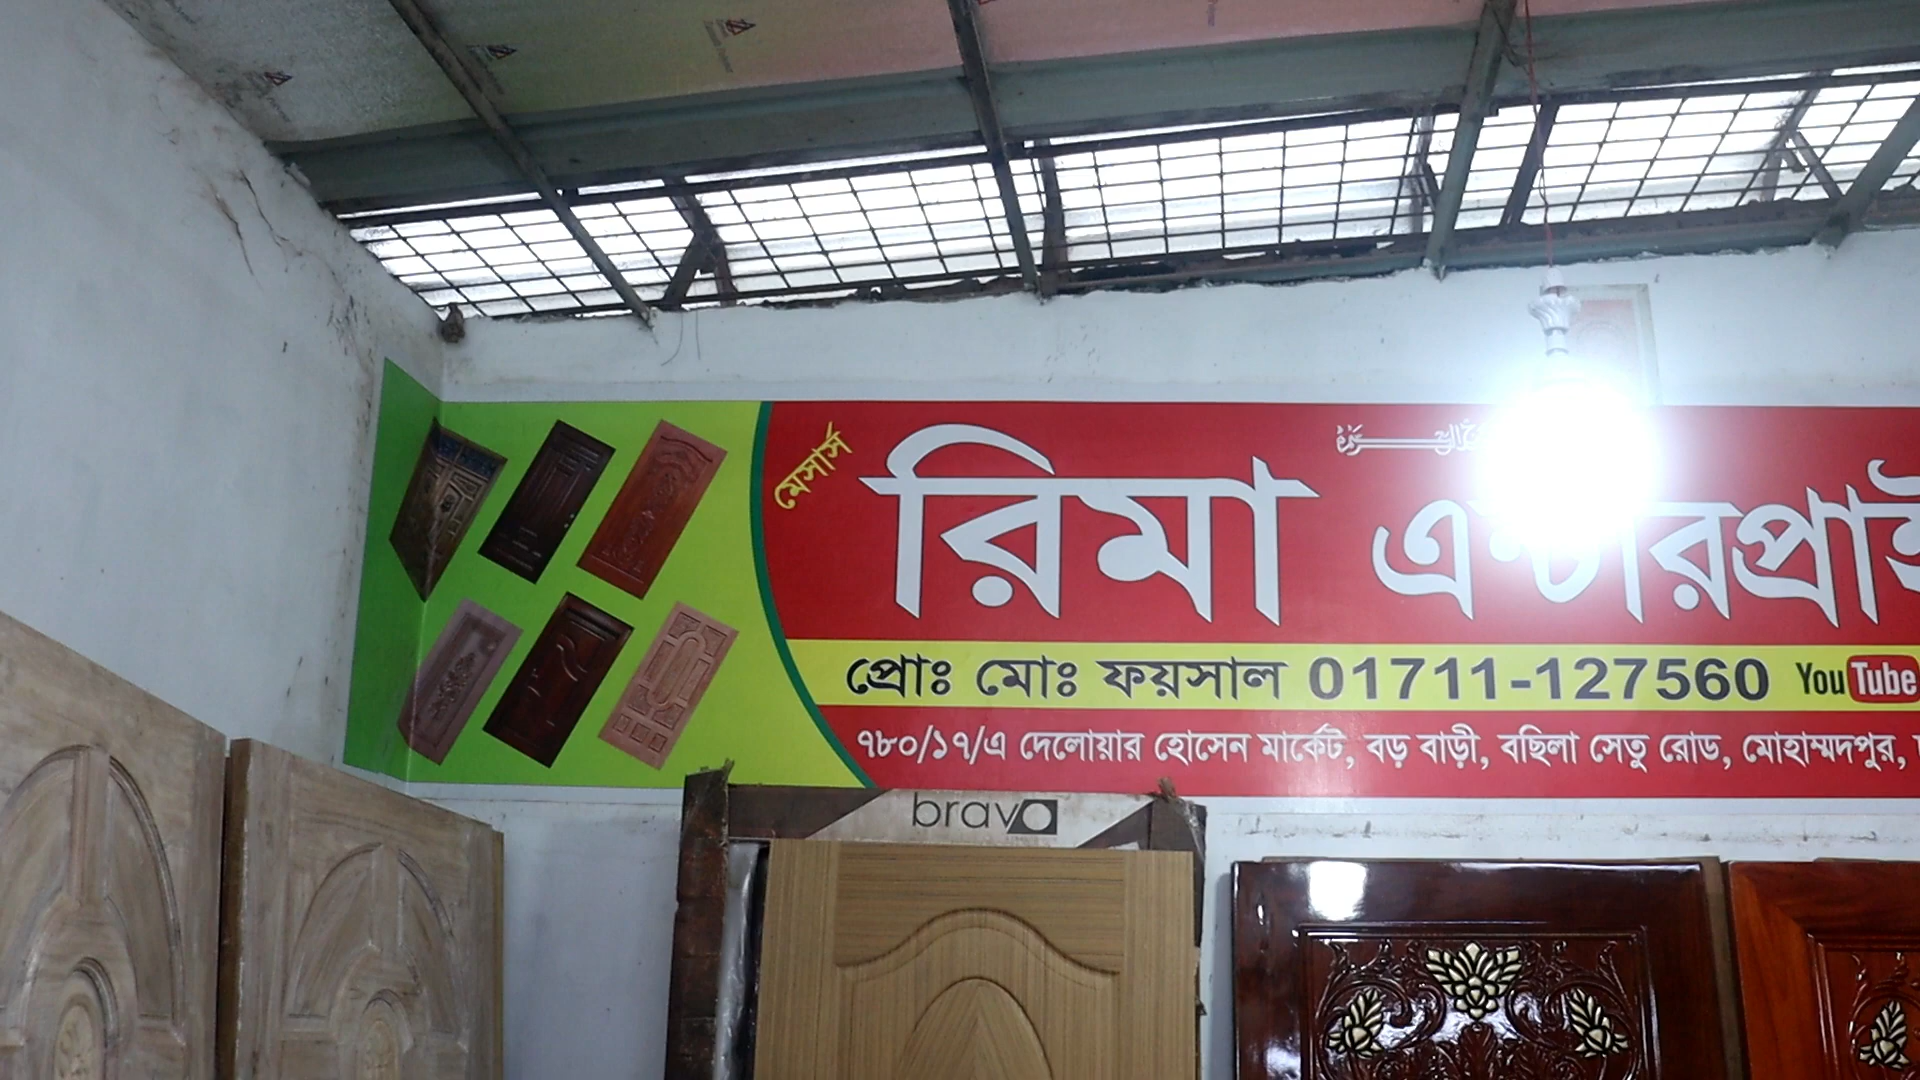 মেসার্স
রিমা এন্টারপ্রাই
প্রোঃ মোঃ ফয়সাল 01711-127560 YouTube
৭৮০/১৭/এ দেলোয়ার হোসেন মার্কেট, বড় বাড়ী, বছিলা সেতু রোড, মোহাম্মদপুর,
bravo